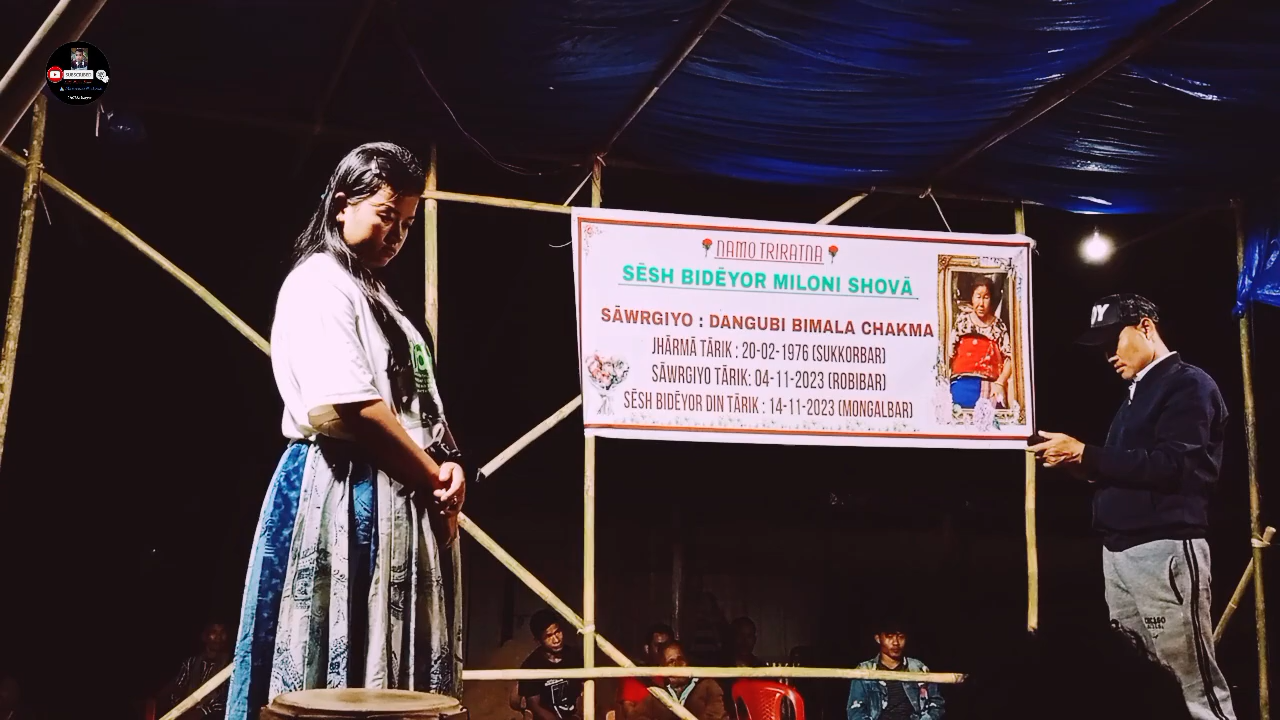 SUBSCRIBE
NAMO TRIRATNA
SĒSH BIDĒYOR MILONI SHOVĀ
SĀWRGIYO : DANGUBI BIMALA CHAKMA
JHĀRMĀ TĀRIK : 20-02-1976 (SUKKORBAR)
SĀWRGIYO TĀRIK: 04-11-2023 (ROBIBAR)
SĒSH BIDĒYOR DIN TĀRIK : 14-11-2023 (MONGALBAR)